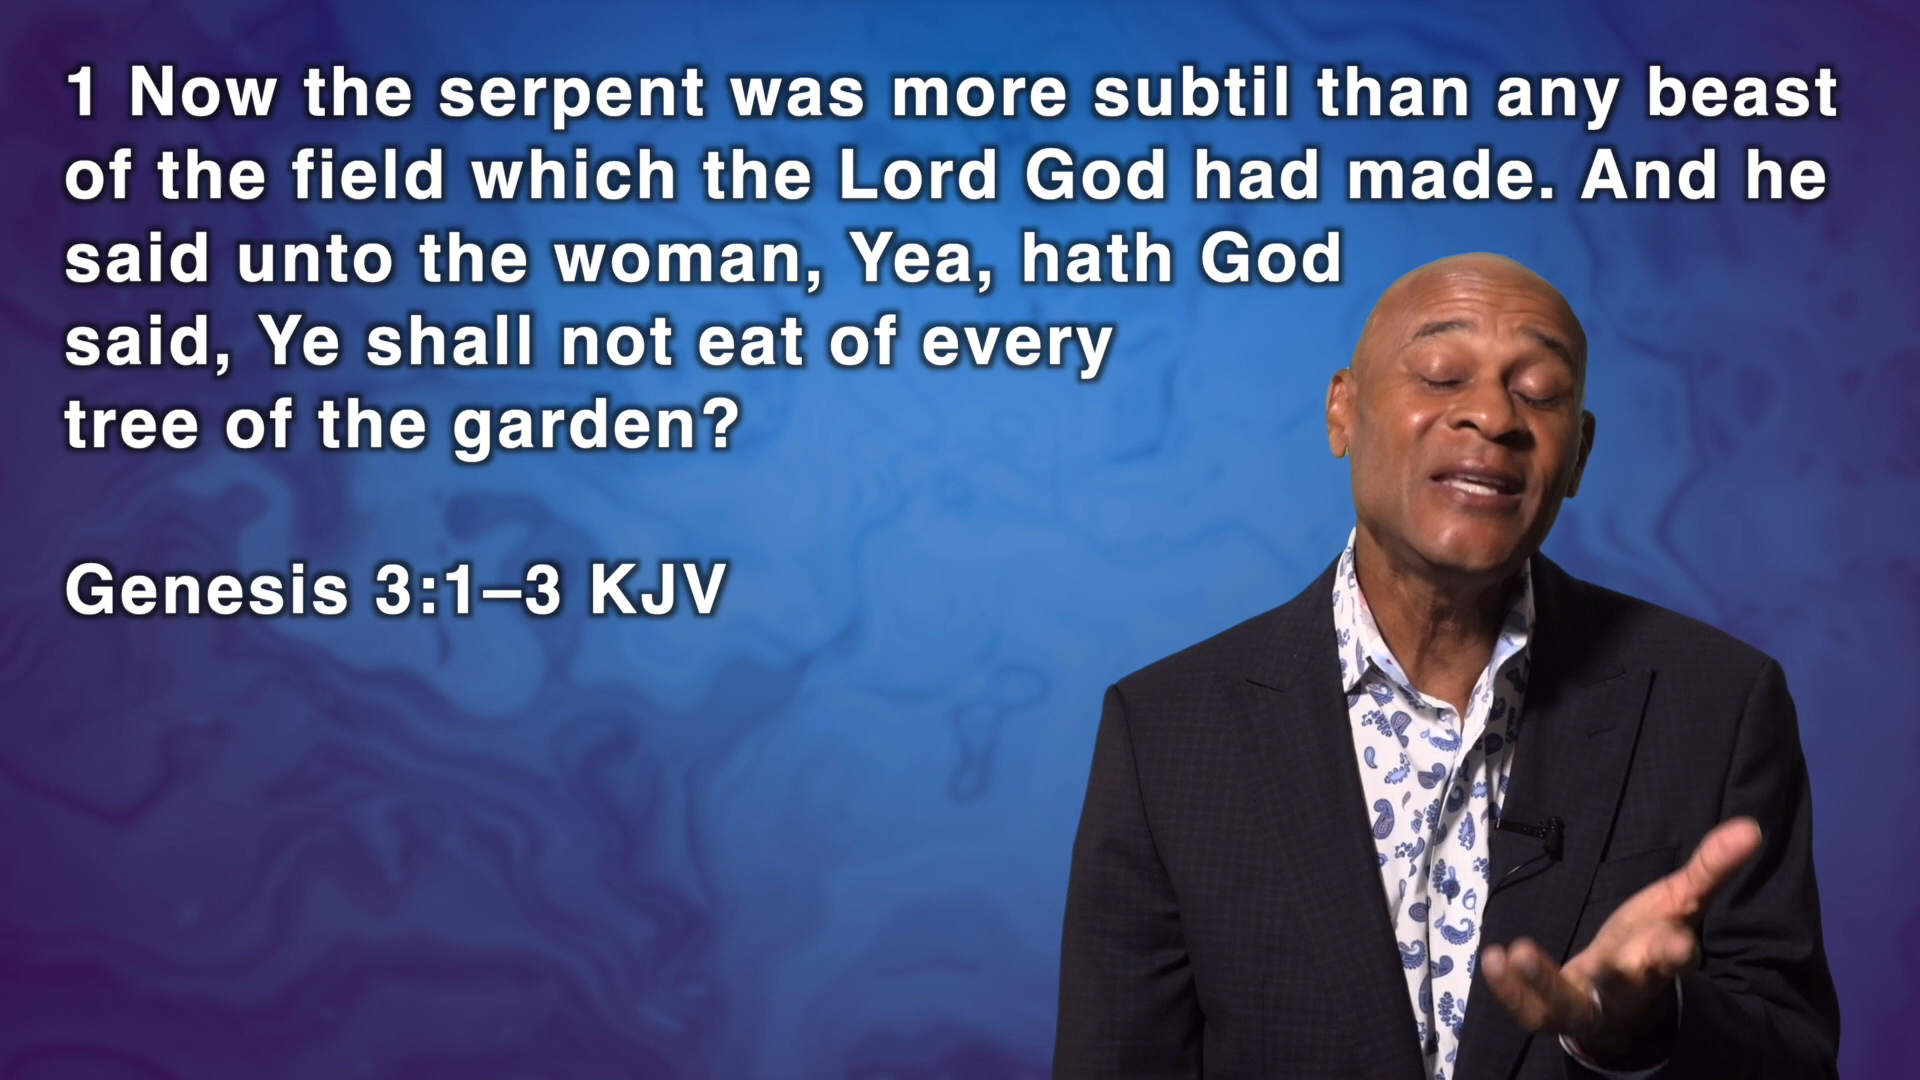 1 Now the serpent was more subtil than any beast
of the field which the Lord God had made. And he
said unto the woman, Yea, hath God
said, Ye shall not eat of every
tree of the garden?
Genesis 3:1–3 KJV